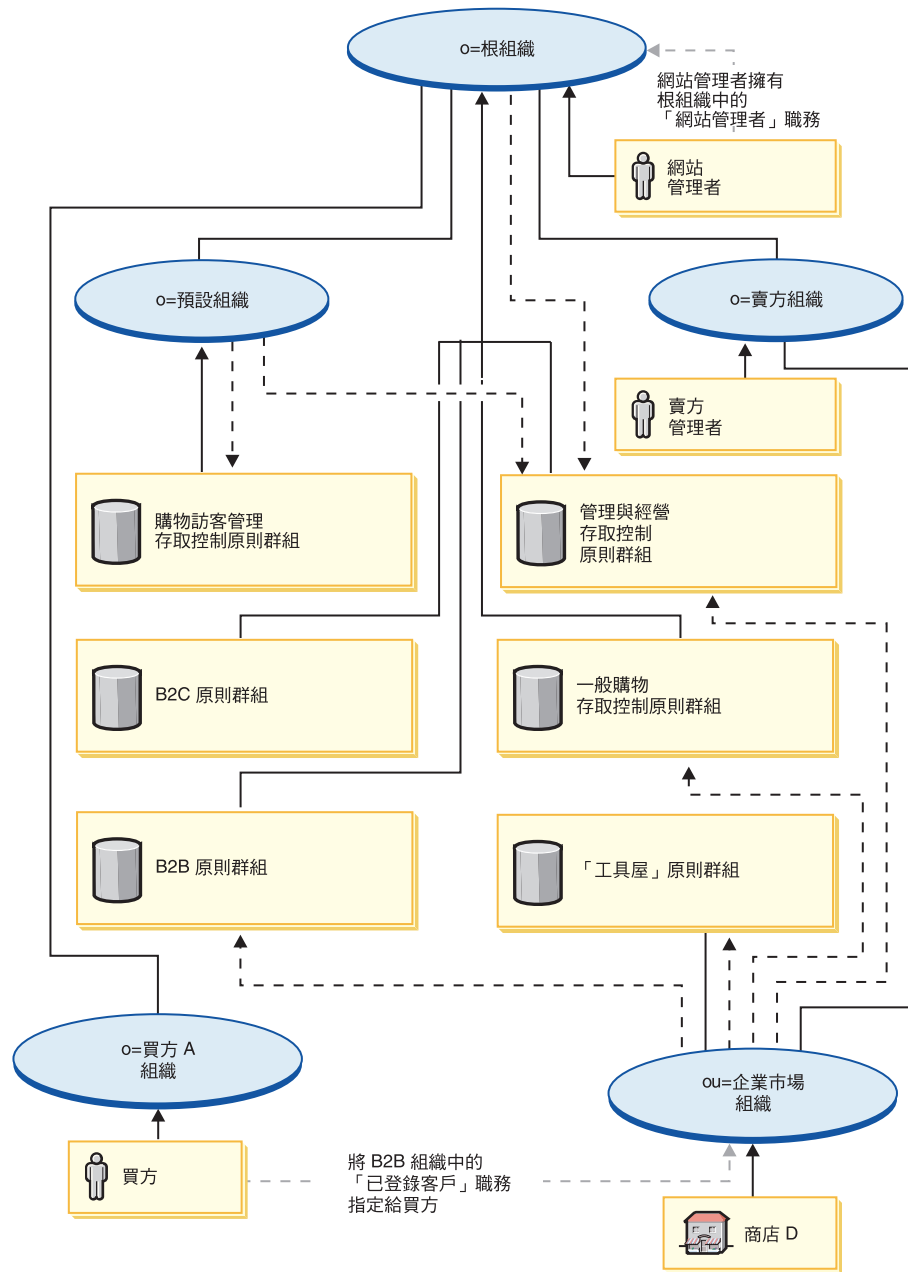 o=根組織
網站管理者擁有
根組織中的
「網站管理者」職務
網站
管理者
o=預設組織
o=賣方組織
賣方
管理者
購物訪客管理
存取控制原則群組
管理與經營
存取控制
原則群組
B2C 原則群組
一般購物
存取控制原則群組
B2B 原則群組
「工具屋」原則群組
o=買方 A
組織
ou=企業市場
組織
買方
將 B2B 組織中的
「已登錄客戶」職務
指定給買方
商店 D